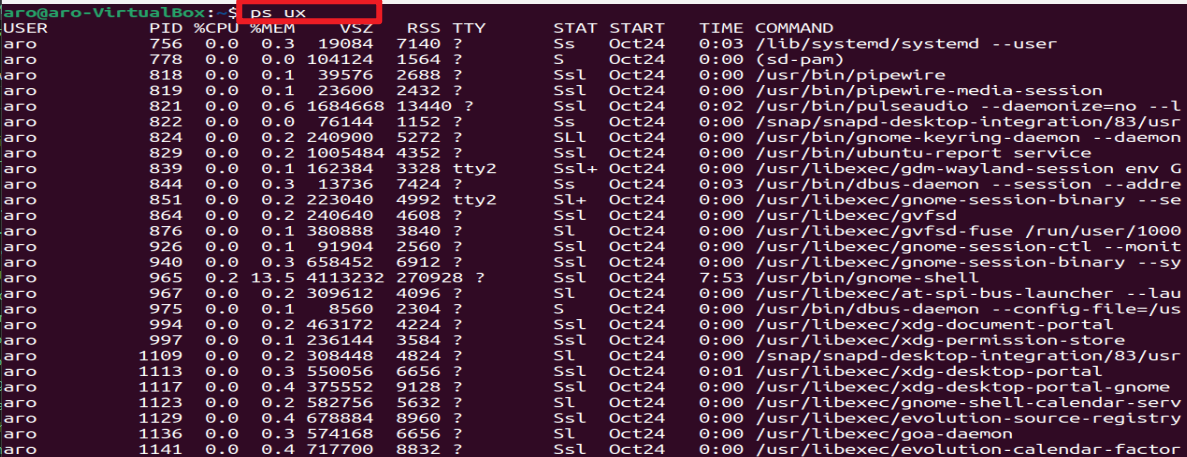 aro@aro-VirtualBox:~$ ps ux
USER PID %CPU %MEM VSZ RSS TTY STAT START TIME COMMAND
aro 756 0.0 0.3 19084 7140 ? Ss Oct24 0:03 /lib/systemd/systemd --user
aro 778 0.0 0.0 104124 1564 ? S Oct24 0:00 (sd-pam)
aro 818 0.0 0.1 39576 2688 ? Ssl Oct24 0:00 /usr/bin/pipewire
aro 819 0.0 0.1 23600 2432 ? Ssl Oct24 0:00 /usr/bin/pipewire-media-session
aro 821 0.0 0.6 1684668 13440 ? Ssl Oct24 0:02 /usr/bin/pulseaudio --daemonize=no --l
aro 822 0.0 0.0 76144 1152 ? Ss Oct24 0:00 /snap/snapd-desktop-integration/83/usr
aro 824 0.0 0.2 240900 5272 ? SLl Oct24 0:00 /usr/bin/gnome-keyring-daemon --daemon
aro 829 0.0 0.2 1005484 4352 ? Ssl Oct24 0:00 /usr/bin/ubuntu-report service
aro 839 0.0 0.1 162384 3328 tty2 Ssl+ Oct24 0:00 /usr/libexec/gdm-wayland-session env G
aro 844 0.0 0.3 13736 7424 ? Ss Oct24 0:03 /usr/bin/dbus-daemon --session --addre
aro 851 0.0 0.2 223040 4992 tty2 Sl+ Oct24 0:00 /usr/libexec/gnome-session-binary --se
aro 864 0.0 0.2 240640 4608 ? Ssl Oct24 0:00 /usr/libexec/gvfsd
aro 876 0.0 0.1 380888 3840 ? Sl Oct24 0:00 /usr/libexec/gvfsd-fuse /run/user/1000
aro 926 0.0 0.1 91904 2560 ? Ssl Oct24 0:00 /usr/libexec/gnome-session-ctl --monit
aro 940 0.0 0.3 658452 6912 ? Ssl Oct24 0:00 /usr/libexec/gnome-session-binary --sy
aro 965 0.2 13.5 4113232 270928 ? Ssl Oct24 7:53 /usr/bin/gnome-shell
aro 967 0.0 0.2 309612 4096 ? Sl Oct24 0:00 /usr/libexec/at-spi-bus-launcher --lau
aro 975 0.0 0.1 8560 2304 ? S Oct24 0:00 /usr/bin/dbus-daemon --config-file=/us
aro 994 0.0 0.2 463172 4224 ? Ssl Oct24 0:00 /usr/libexec/xdg-document-portal
aro 997 0.0 0.1 236144 3584 ? Ssl Oct24 0:00 /usr/libexec/xdg-permission-store
aro 1109 0.0 0.2 308448 4824 ? Sl Oct24 0:00 /snap/snapd-desktop-integration/83/usr
aro 1113 0.0 0.3 550056 6656 ? Ssl Oct24 0:01 /usr/libexec/xdg-desktop-portal
aro 1117 0.0 0.4 375552 9128 ? Ssl Oct24 0:00 /usr/libexec/xdg-desktop-portal-gnome
aro 1123 0.0 0.2 582756 5632 ? Sl Oct24 0:00 /usr/libexec/gnome-shell-calendar-serv
aro 1129 0.0 0.4 678884 8960 ? Ssl Oct24 0:00 /usr/libexec/evolution-source-registry
aro 1136 0.0 0.3 574168 6656 ? Sl Oct24 0:00 /usr/libexec/goa-daemon
aro 1141 0.0 0.4 717700 8832 ? Ssl Oct24 0:00 /usr/libexec/evolution-calendar-factor